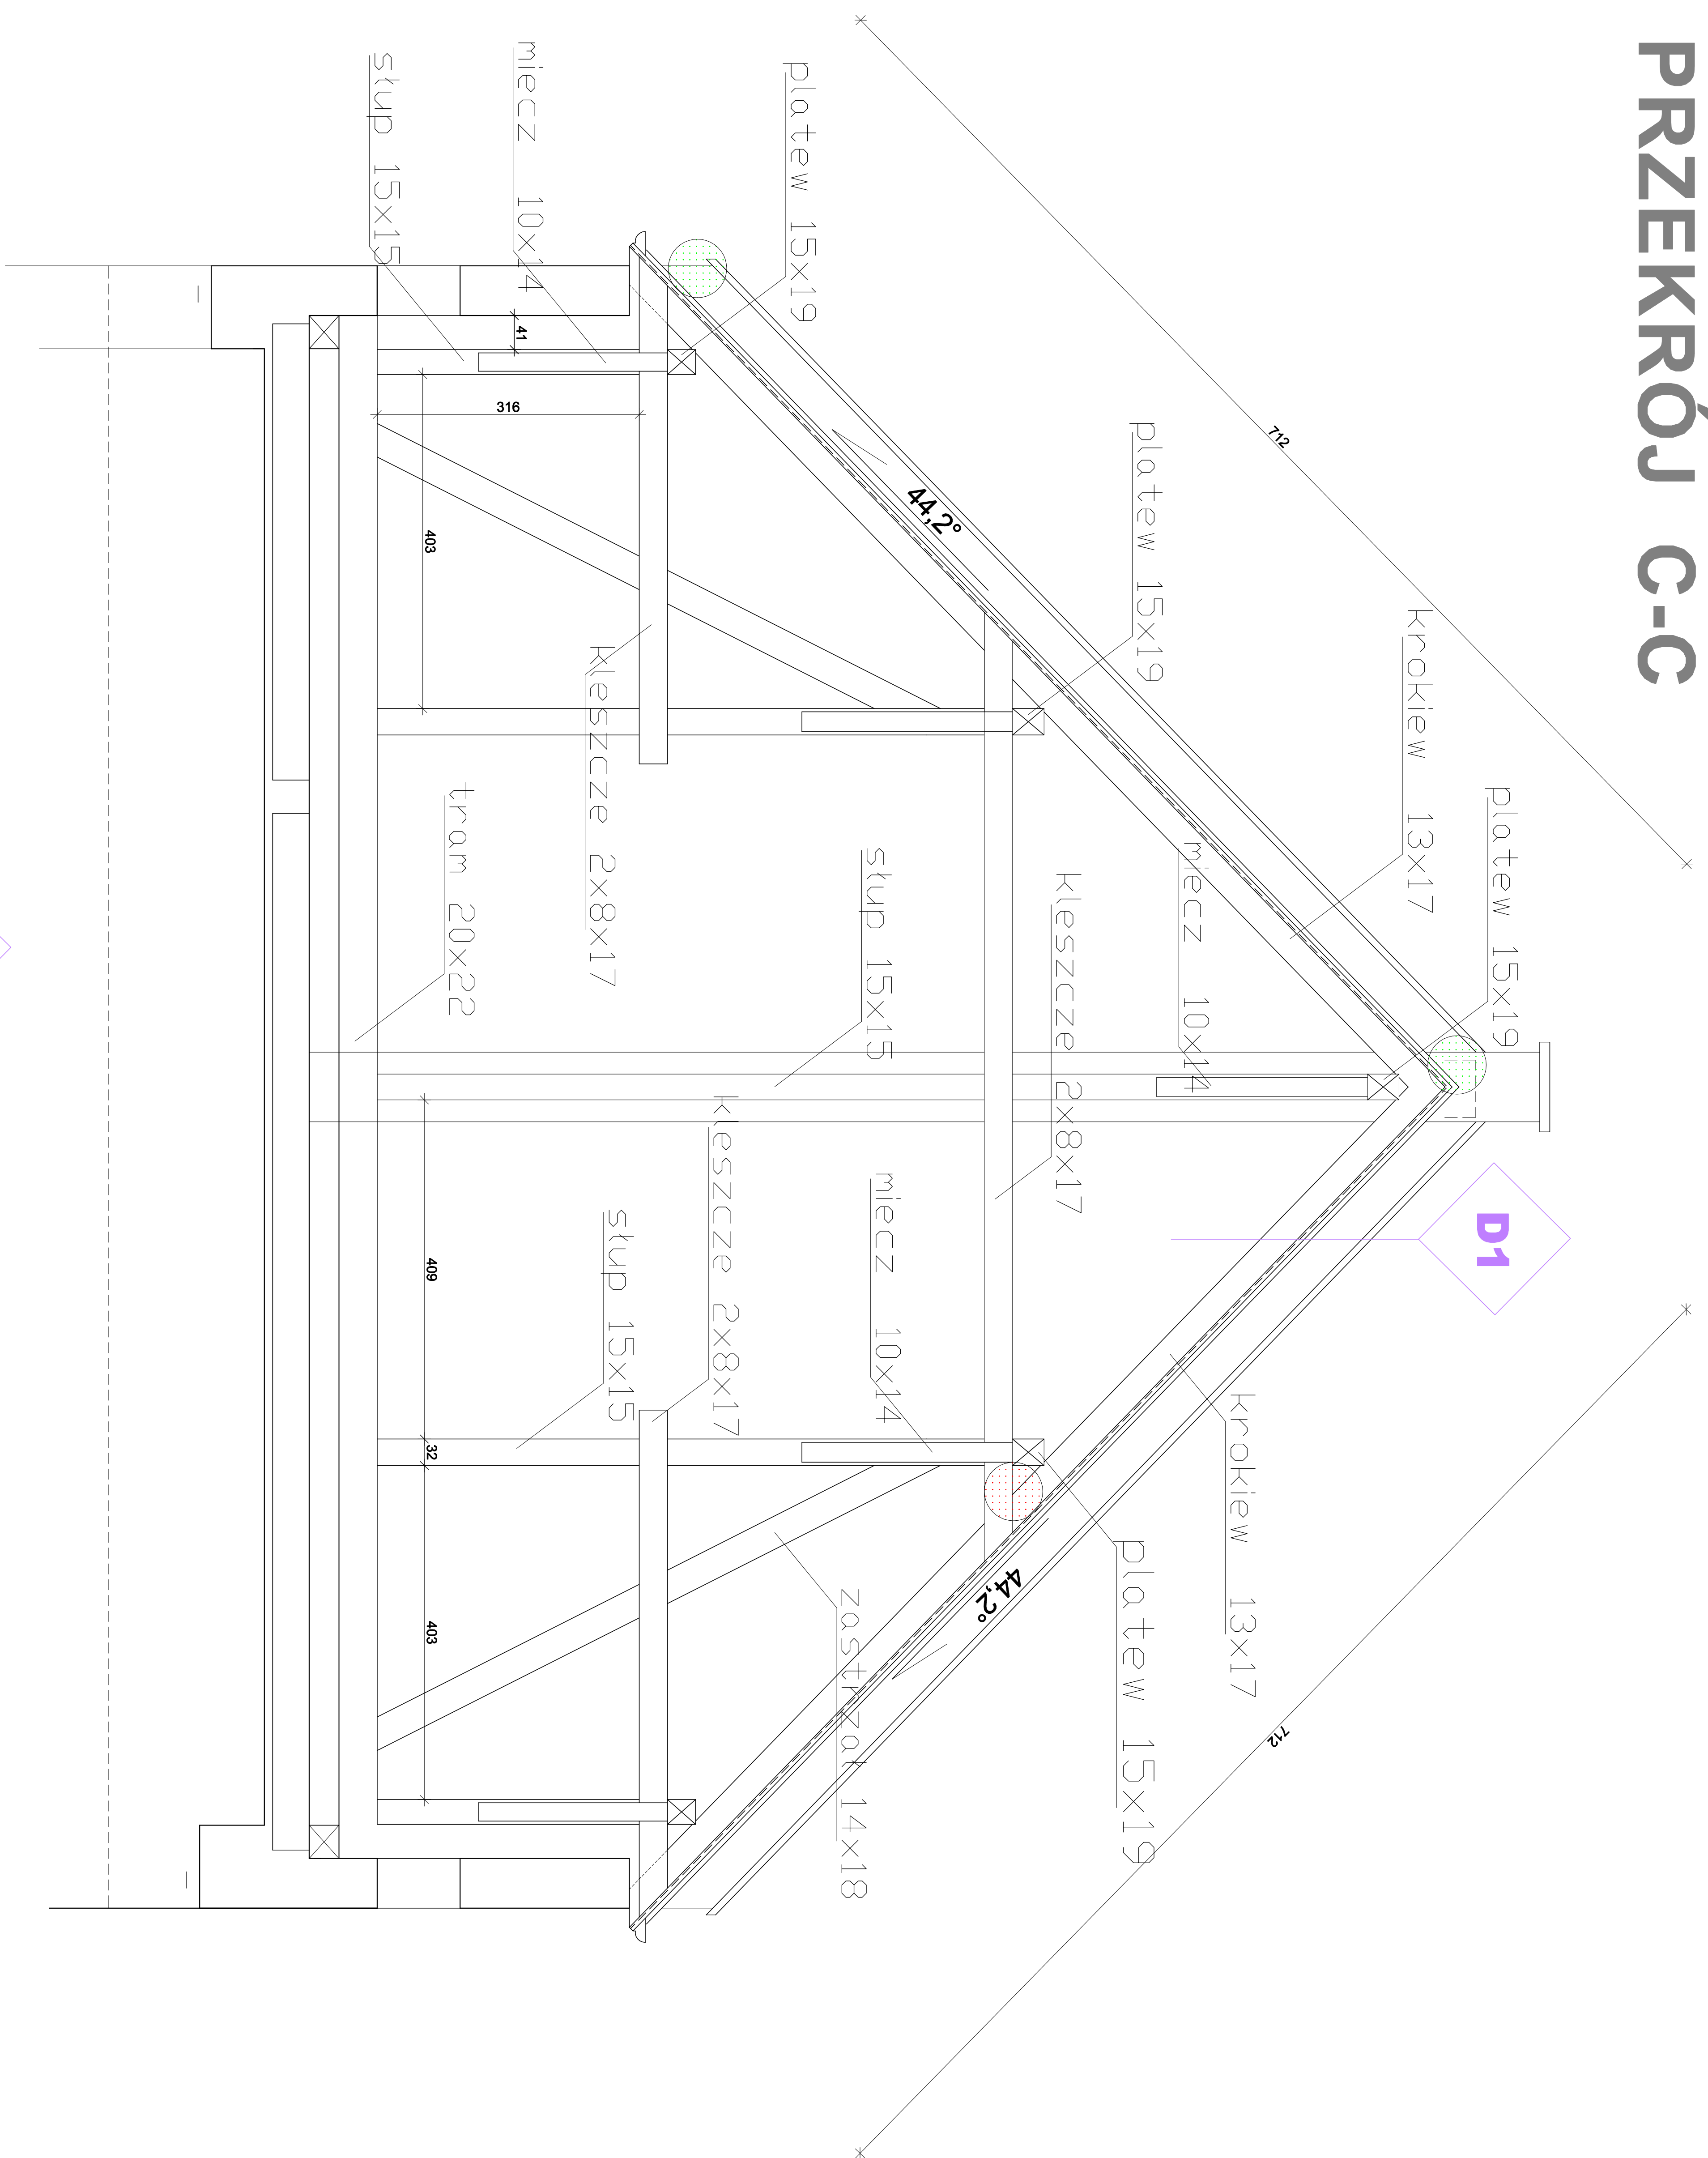 PRZEKRÓJ C-C
712
712
D1
płatew 15x19
krokiew 13x17
krokiew 13x17
miecz 10x14
płatew 15x19
płatew 15x19
kleszcze 2x8x17
44,2°
44,2°
płatew 15x19
słup 15x15
miecz 10x14
zastrzał 14x18
kleszcze 2x8x17
kleszcze 2x8x17
słup 15x15
miecz 10x14
41
316
tram 20x22
403
409
32
403
słup 15x15